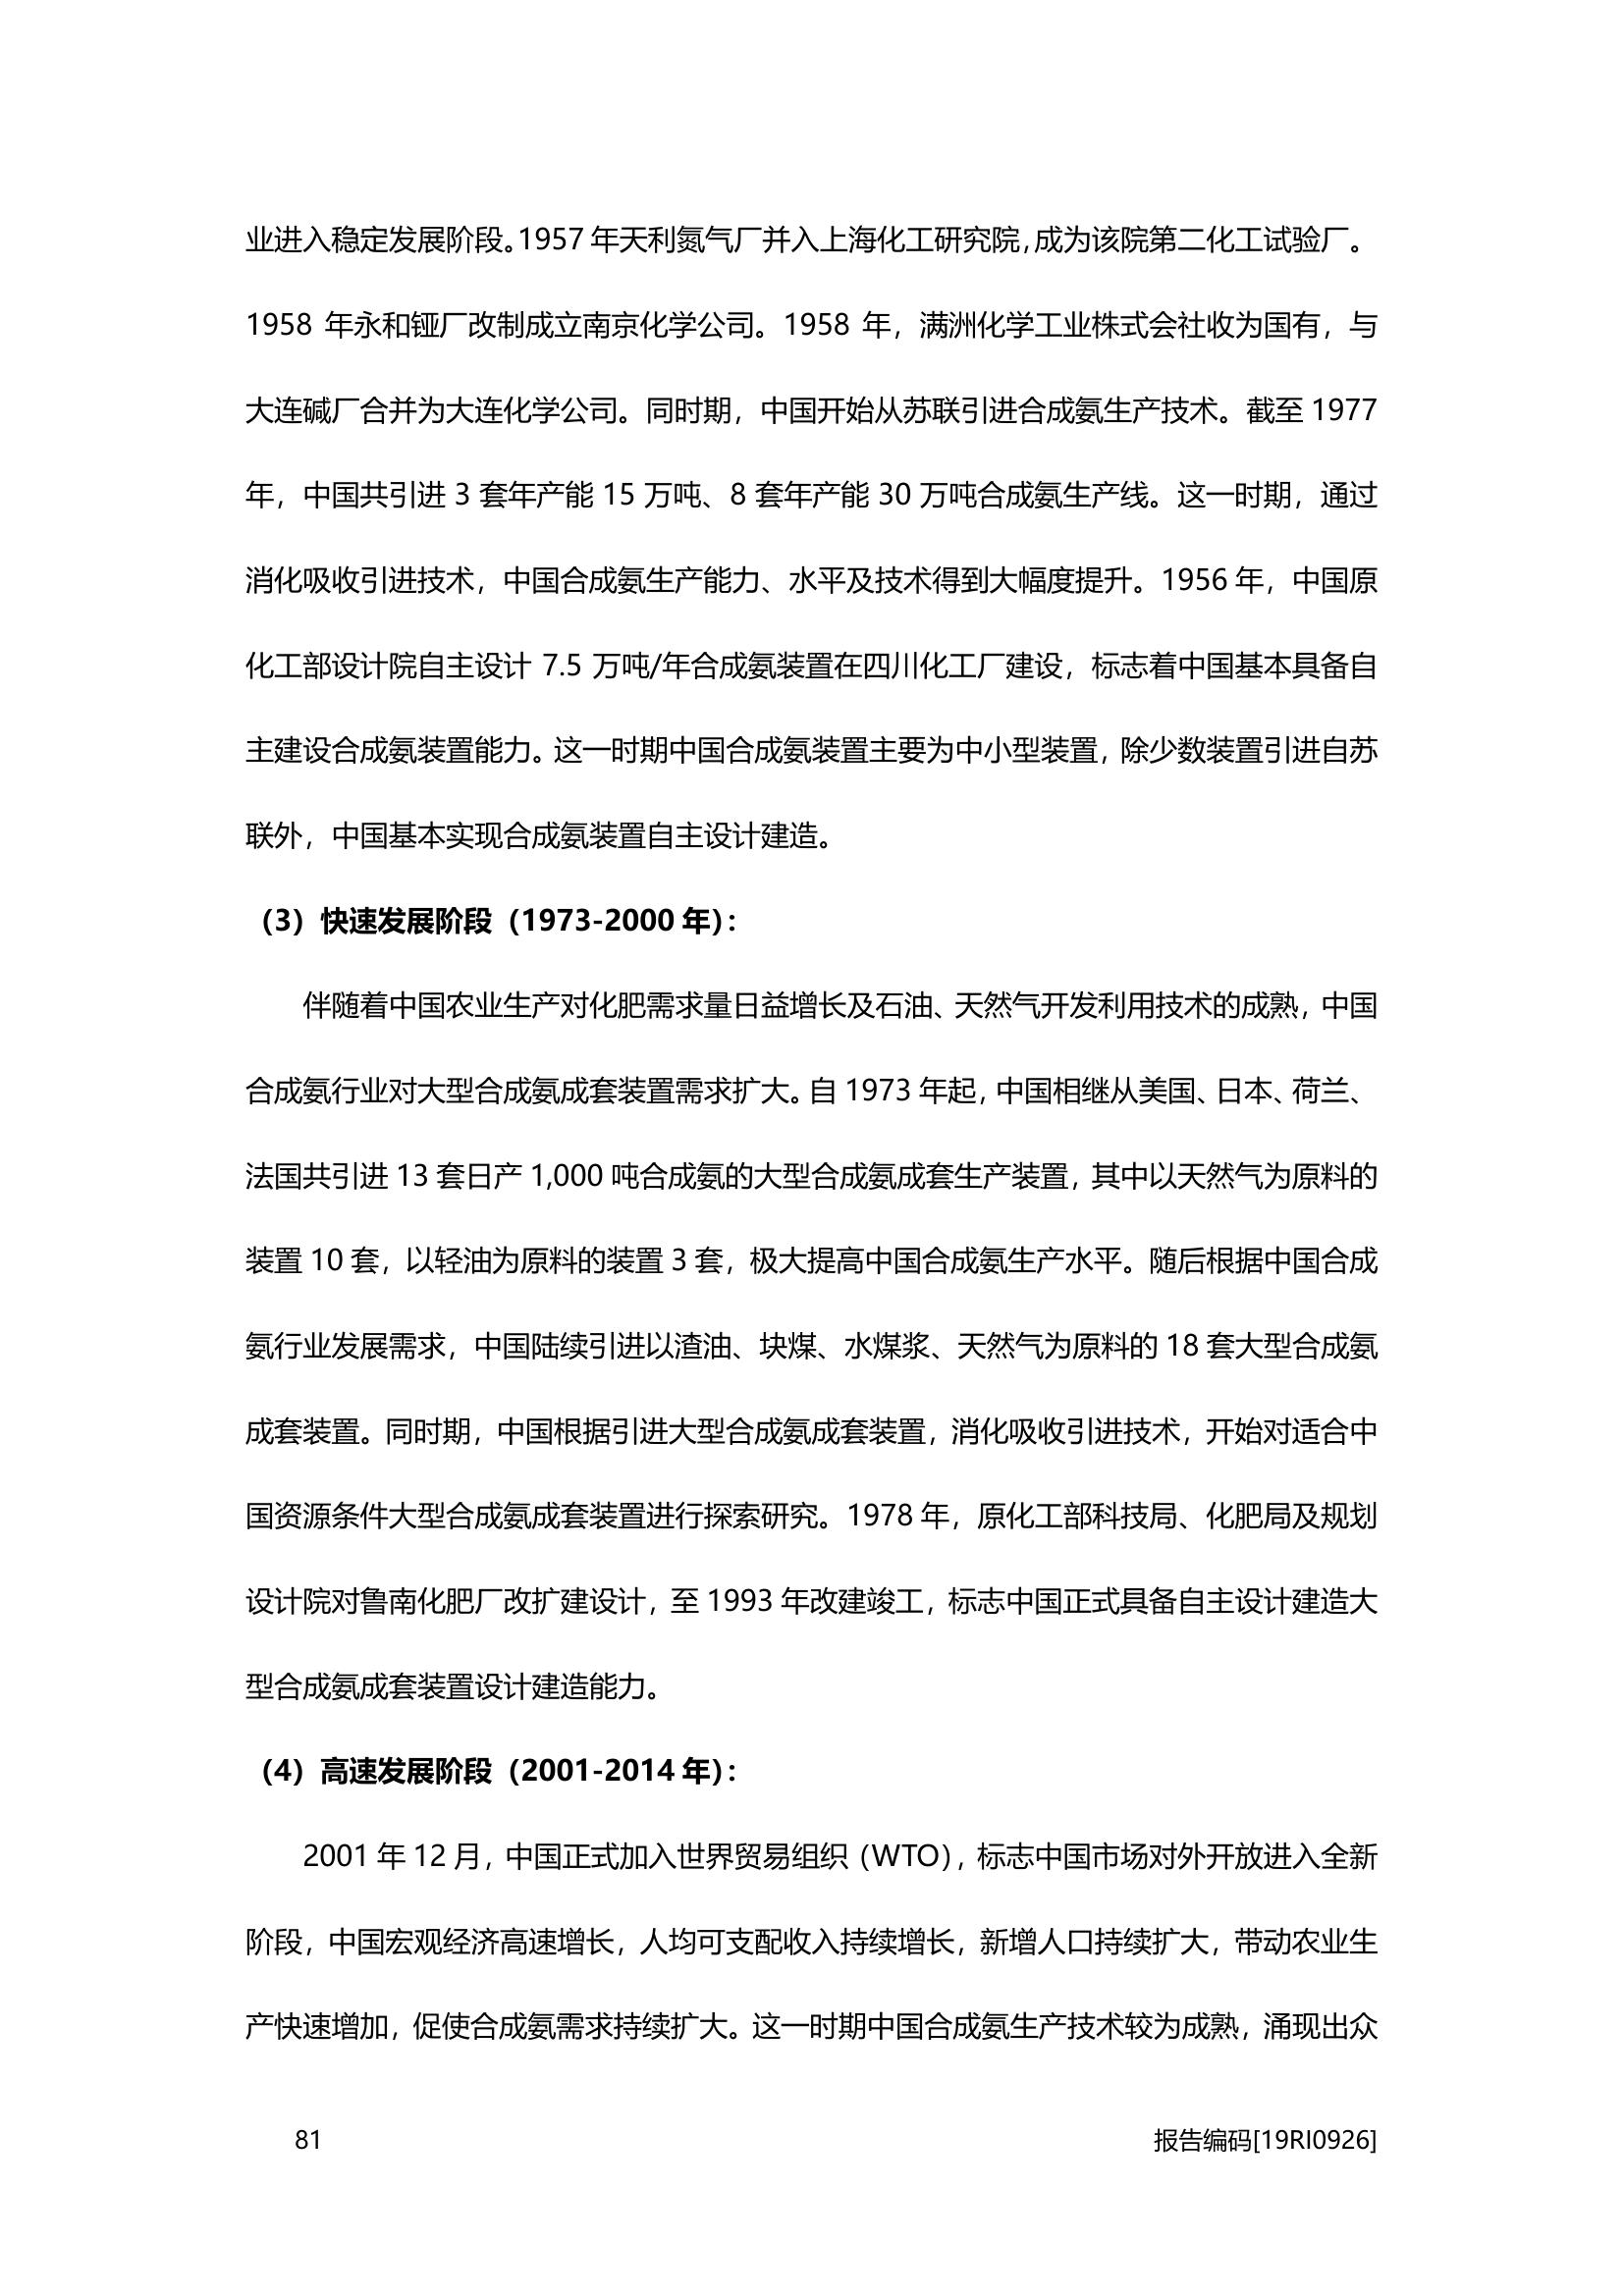 业进入稳定发展阶段。1957 年天利氮气厂并入上海化工研究院，成为该院第二化工试验厂。
1958 年永和铔厂改制成立南京化学公司。1958 年，满洲化学工业株式会社收为国有，与
大连碱厂合并为大连化学公司。同时期，中国开始从苏联引进合成氨生产技术。截至 1977
年，中国共引进 3 套年产能 15 万吨、8 套年产能 30 万吨合成氨生产线。这一时期，通过
消化吸收引进技术，中国合成氨生产能力、水平及技术得到大幅度提升。1956 年，中国原
化工部设计院自主设计 7.5 万吨/年合成氨装置在四川化工厂建设，标志着中国基本具备自
主建设合成氨装置能力。这一时期中国合成氨装置主要为中小型装置，除少数装置引进自苏
联外，中国基本实现合成氨装置自主设计建造。
（3）快速发展阶段（1973-2000 年）：
伴随着中国农业生产对化肥需求量日益增长及石油、天然气开发利用技术的成熟，中国
合成氨行业对大型合成氨成套装置需求扩大。自 1973 年起，中国相继从美国、日本、荷兰、
法国共引进 13 套日产 1,000 吨合成氨的大型合成氨成套生产装置，其中以天然气为原料的
装置 10 套，以轻油为原料的装置 3 套，极大提高中国合成氨生产水平。随后根据中国合成
氨行业发展需求，中国陆续引进以渣油、块煤、水煤浆、天然气为原料的 18 套大型合成氨
成套装置。同时期，中国根据引进大型合成氨成套装置，消化吸收引进技术，开始对适合中
国资源条件大型合成氨成套装置进行探索研究。1978 年，原化工部科技局、化肥局及规划
设计院对鲁南化肥厂改扩建设计，至 1993 年改建竣工，标志中国正式具备自主设计建造大
型合成氨成套装置设计建造能力。
（4）高速发展阶段（2001-2014 年）：
2001 年 12 月，中国正式加入世界贸易组织（WTO），标志中国市场对外开放进入全新
阶段，中国宏观经济高速增长，人均可支配收入持续增长，新增人口持续扩大，带动农业生
产快速增加，促使合成氨需求持续扩大。这一时期中国合成氨生产技术较为成熟，涌现出众
81 报告编码[19RI0926]